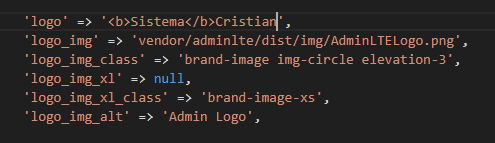 'logo' => '<b>Sistema</b>Cristian',
'logo_img' => 'vendor/adminlte/dist/img/AdminLTELogo.png',
'logo_img_class' => 'brand-image img-circle elevation-3',
'logo_img_xl' => null,
'logo_img_xl_class' => 'brand-image-xs',
'logo_img_alt' => 'Admin Logo',